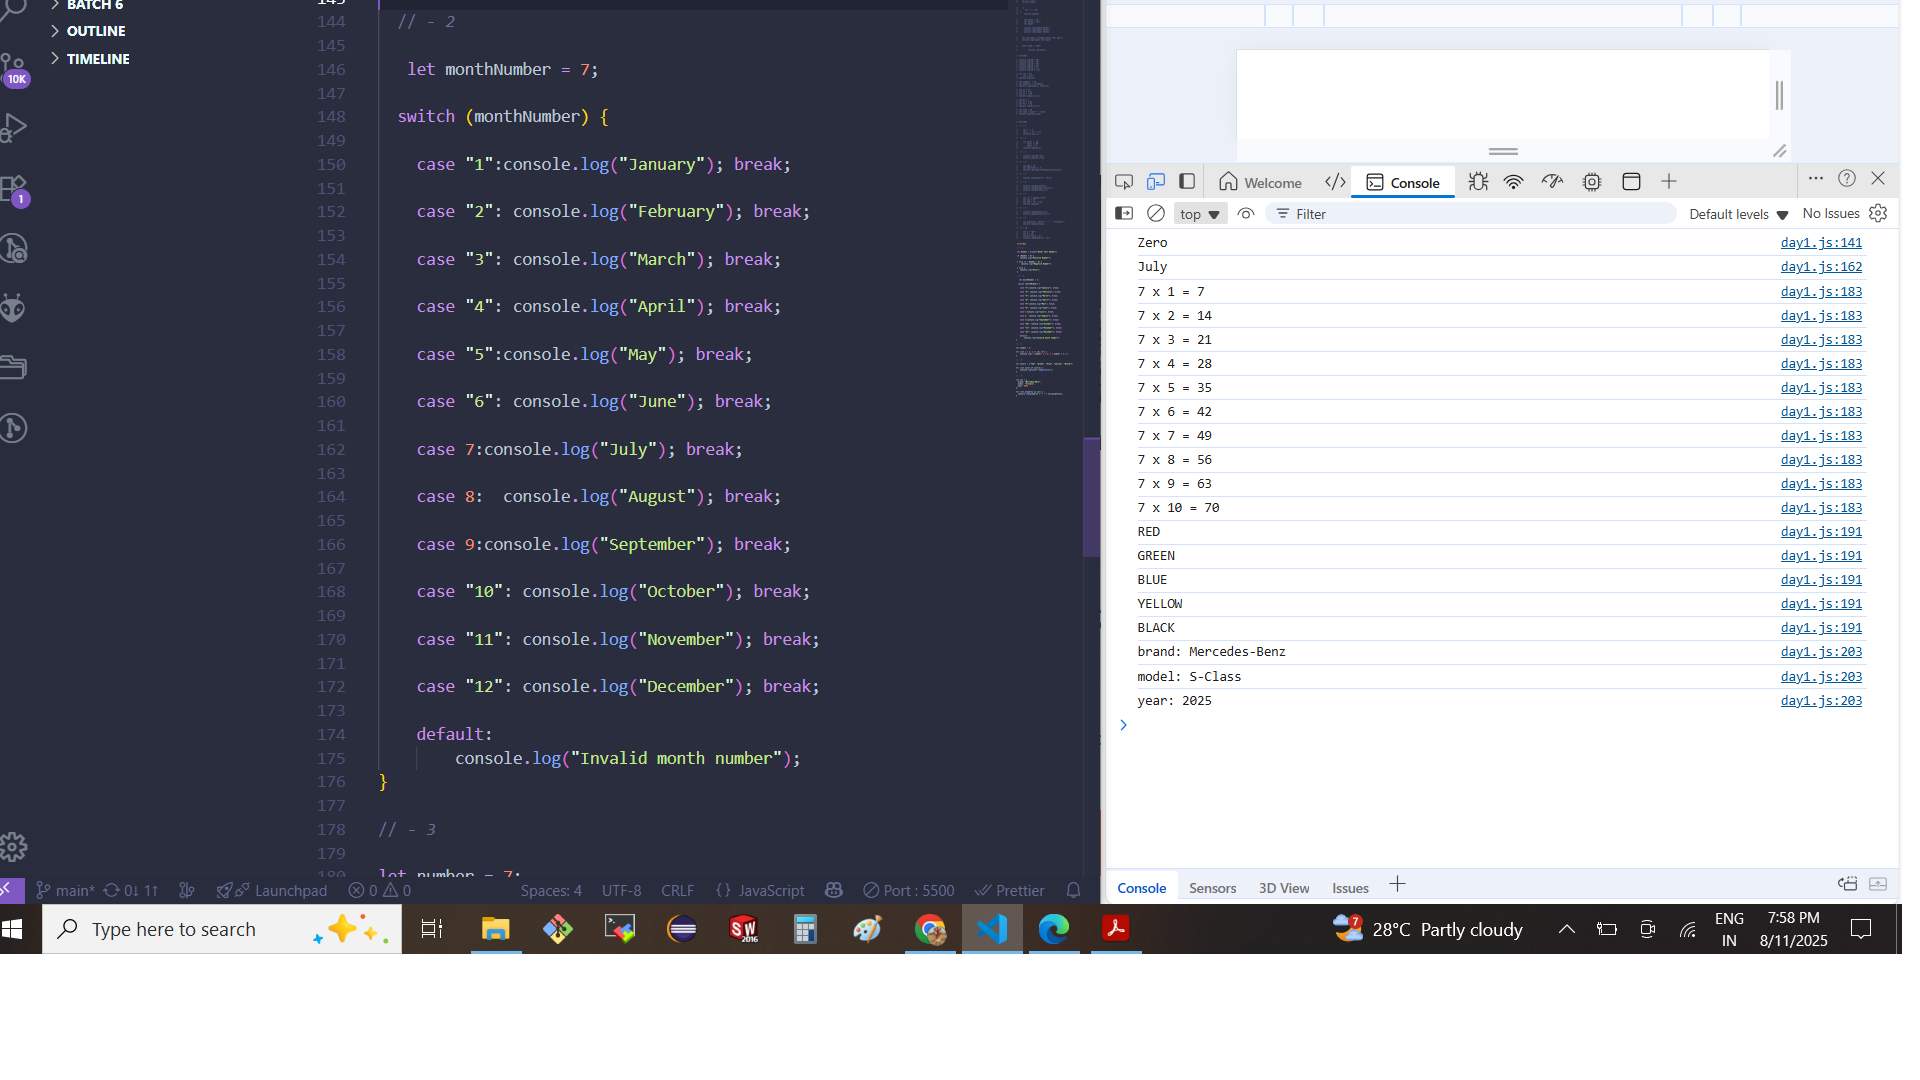 BATCH 6
OUTLINE
TIMELINE
10K
1
143
144 // - 2
145
146 let monthNumber = 7;
147
148 switch (monthNumber) {
149
150 case "1":console.log("January"); break;
151
152 case "2": console.log("February"); break;
153
154 case "3": console.log("March"); break;
155
156 case "4": console.log("April"); break;
157
158 case "5":console.log("May"); break;
159
160 case "6": console.log("June"); break;
161
162 case 7:console.log("July"); break;
163
164 case 8:  console.log("August"); break;
165
166 case 9:console.log("September"); break;
167
168 case "10": console.log("October"); break;
169
170 case "11": console.log("November"); break;
171
172 case "12": console.log("December"); break;
173
174 default:
175 console.log("Invalid month number");
176 }
177
178 // - 3
179
180 let number = 7;
main* 0↓ 1↑ Launchpad 0 0 Spaces: 4 UTF-8 CRLF {} JavaScript Port : 5500 Prettier
Welcome </> Console
top Filter Default levels No Issues
Zero day1.js:141
July day1.js:162
7 x 1 = 7 day1.js:183
7 x 2 = 14 day1.js:183
7 x 3 = 21 day1.js:183
7 x 4 = 28 day1.js:183
7 x 5 = 35 day1.js:183
7 x 6 = 42 day1.js:183
7 x 7 = 49 day1.js:183
7 x 8 = 56 day1.js:183
7 x 9 = 63 day1.js:183
7 x 10 = 70 day1.js:183
RED day1.js:191
GREEN day1.js:191
BLUE day1.js:191
YELLOW day1.js:191
BLACK day1.js:191
brand: Mercedes-Benz day1.js:203
model: S-Class day1.js:203
year: 2025 day1.js:203
Console Sensors 3D View Issues
Type here to search
SW 2016
7
28°C Partly cloudy
ENG
IN
7:58 PM
8/11/2025